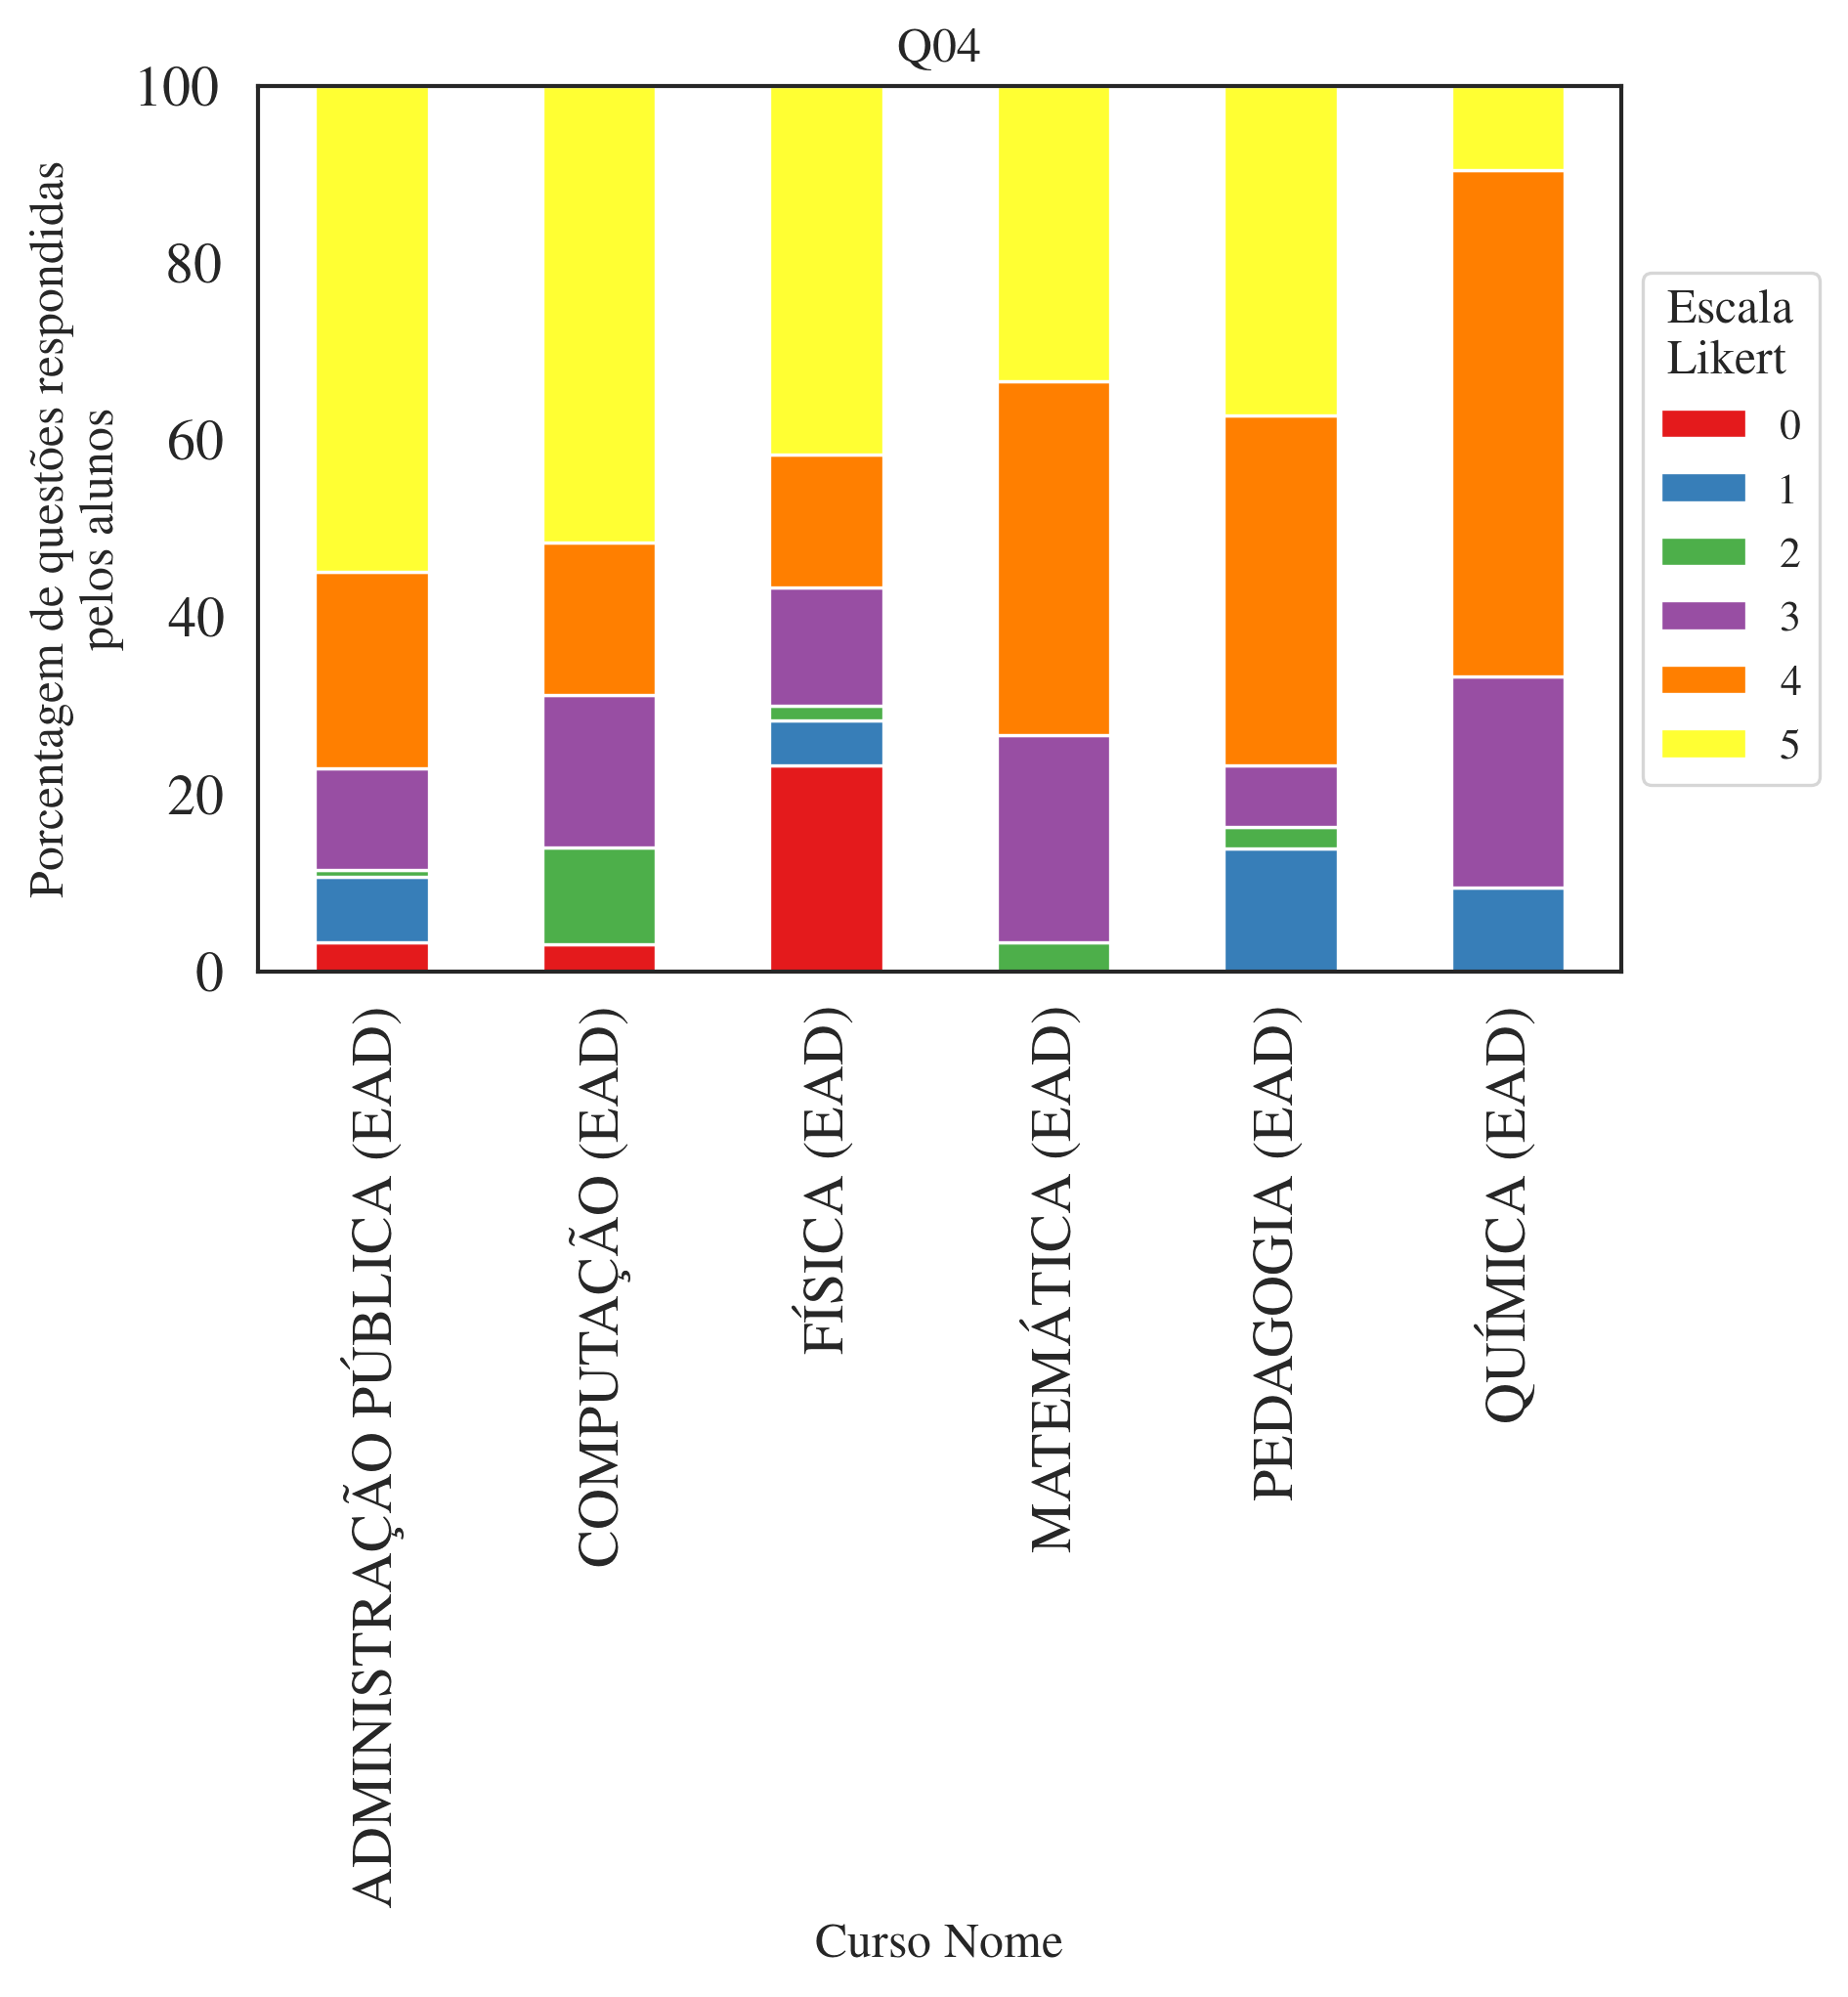 Q04
Porcentagem de questões respondidas
pelos alunos
100
80
60
40
20
0
Escala
Likert
0
1
2
3
4
5
ADMINISTRAÇÃO PÚBLICA (EAD)
COMPUTAÇÃO (EAD)
FÍSICA (EAD)
MATEMÁTICA (EAD)
PEDAGOGIA (EAD)
QUÍMICA (EAD)
Curso Nome